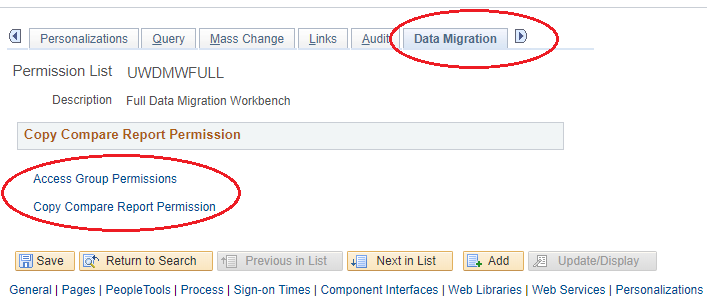 Personalizations Query Mass Change Links Audit Data Migration
Permission List UWDMWFULL
Description Full Data Migration Workbench
Copy Compare Report Permission
Access Group Permissions
Copy Compare Report Permission
Save Return to Search Previous in List Next in List Add Update/Display
General | Pages | PeopleTools | Process | Sign-on Times | Component Interfaces | Web Libraries | Web Services | Personalizations